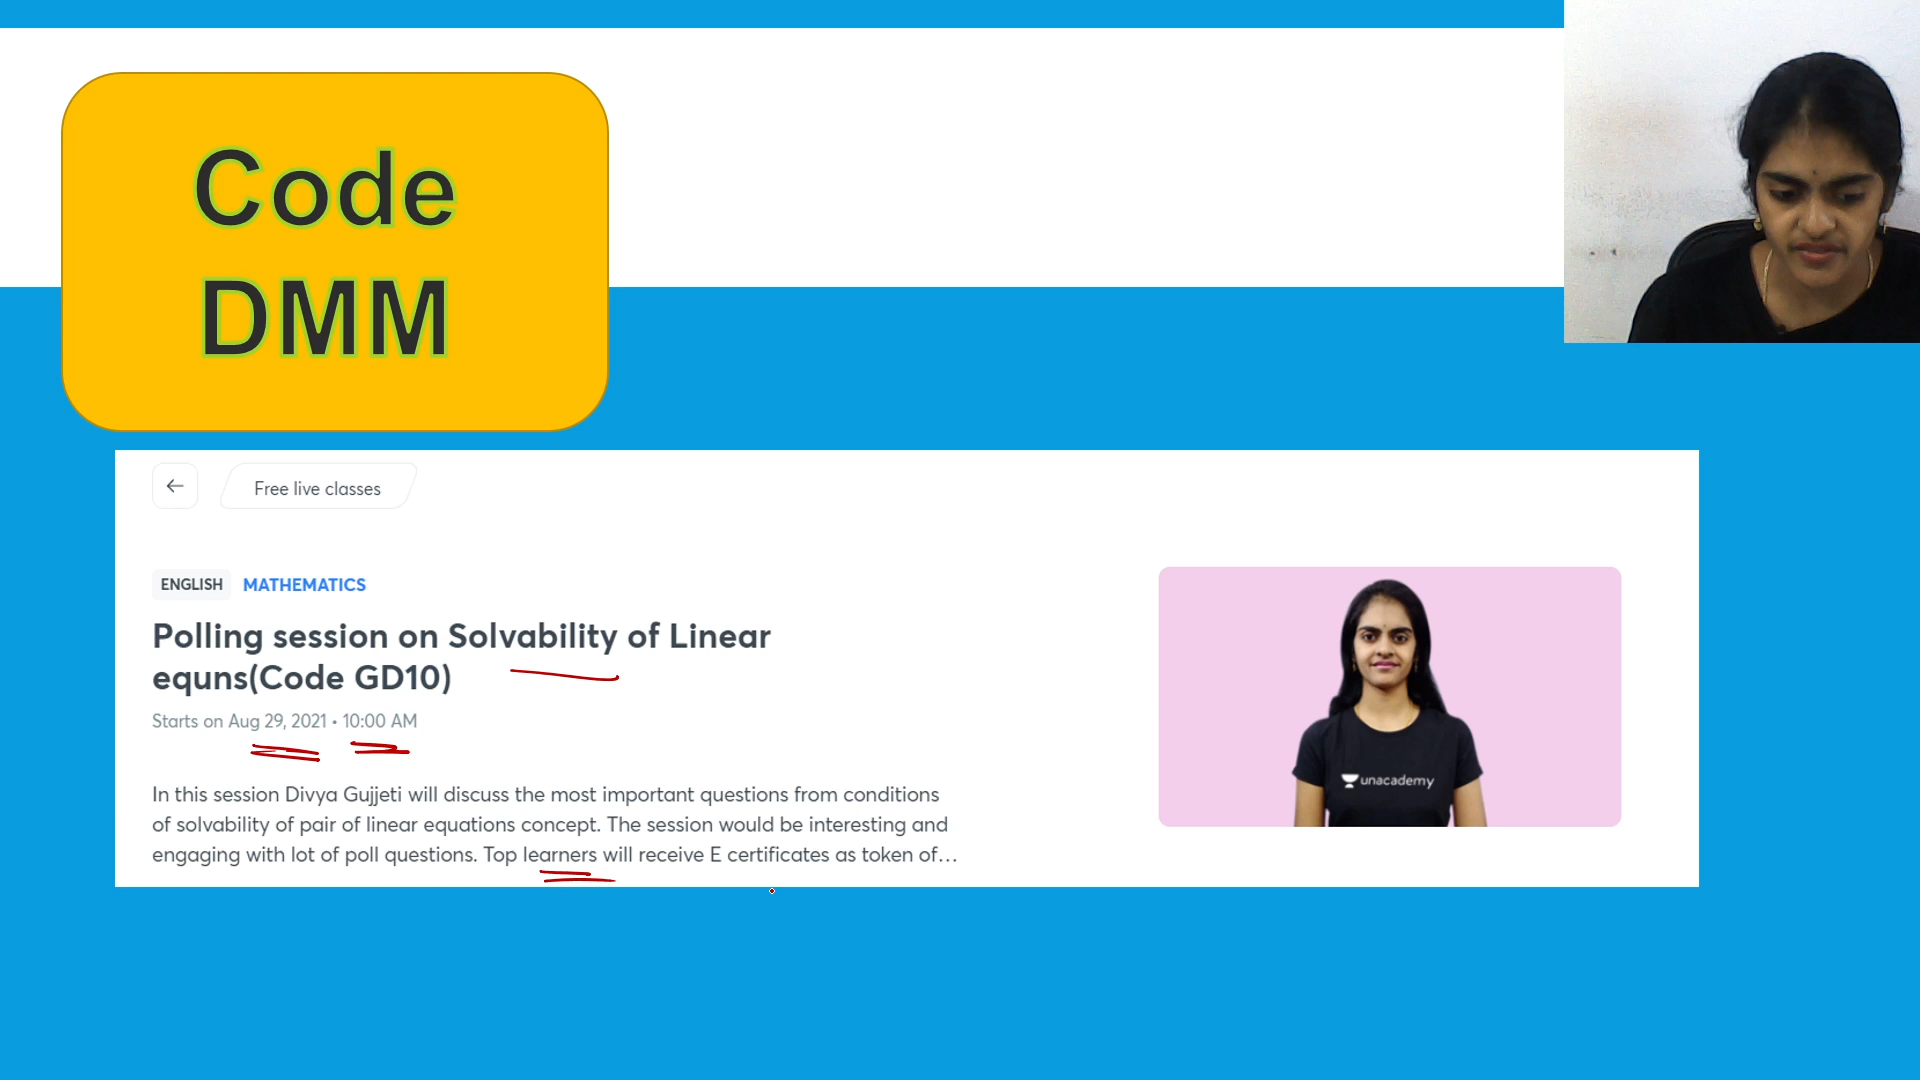 Code
DMM
Free live classes
ENGLISH MATHEMATICS
Polling session on Solvability of Linear
equns(Code GD10)
Starts on Aug 29, 2021 • 10:00 AM
In this session Divya Gujjeti will discuss the most important questions from conditions
of solvability of pair of linear equations concept. The session would be interesting and
engaging with lot of poll questions. Top learners will receive E certificates as token of…
unacademy